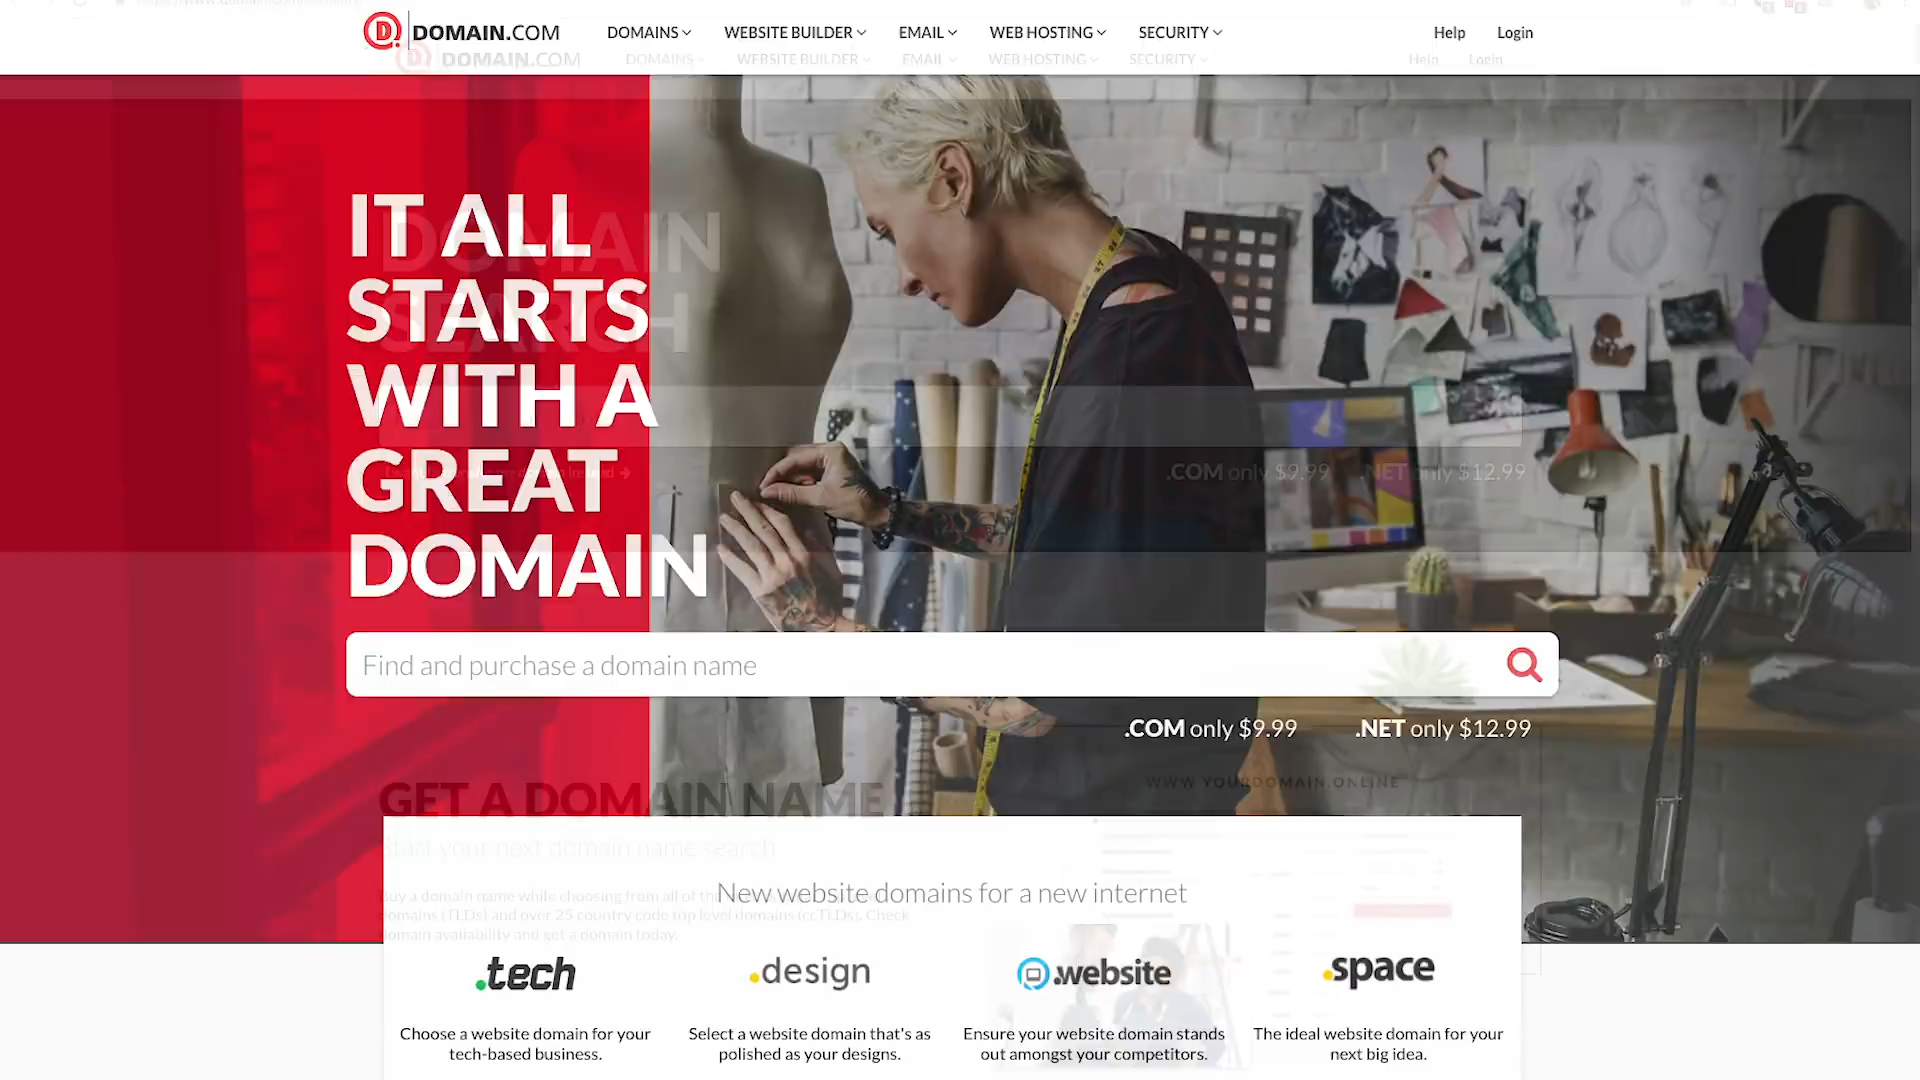 DOMAIN.COM
DOMAINS
WEBSITE BUILDER
EMAIL
WEB HOSTING
SECURITY
Help
Login
DOMAIN.COM
DOMAINS
WEBSITE BUILDER
EMAIL
WEB HOSTING
SECURITY
Help
Login
IT ALL
STARTS
WITH A
GREAT
DOMAIN
DOMAIN
SEARCH
.COM only $9.99
.NET only $12.99
Find and purchase a domain name
.COM only $9.99
.NET only $12.99
WWW.YOURDOMAIN.ONLINE
GET A DOMAIN NAME
Start your next domain name search
Buy a domain name while choosing from all of the
domains (TLDs) and over 25 country code top level domains (ccTLDs). Check
domain availability and get a domain today.
New website domains for a new internet
.tech
.design
.website
.space
Choose a website domain for your
tech-based business.
Select a website domain that's as
polished as your designs.
Ensure your website domain stands
out amongst your competitors.
The ideal website domain for your
next big idea.